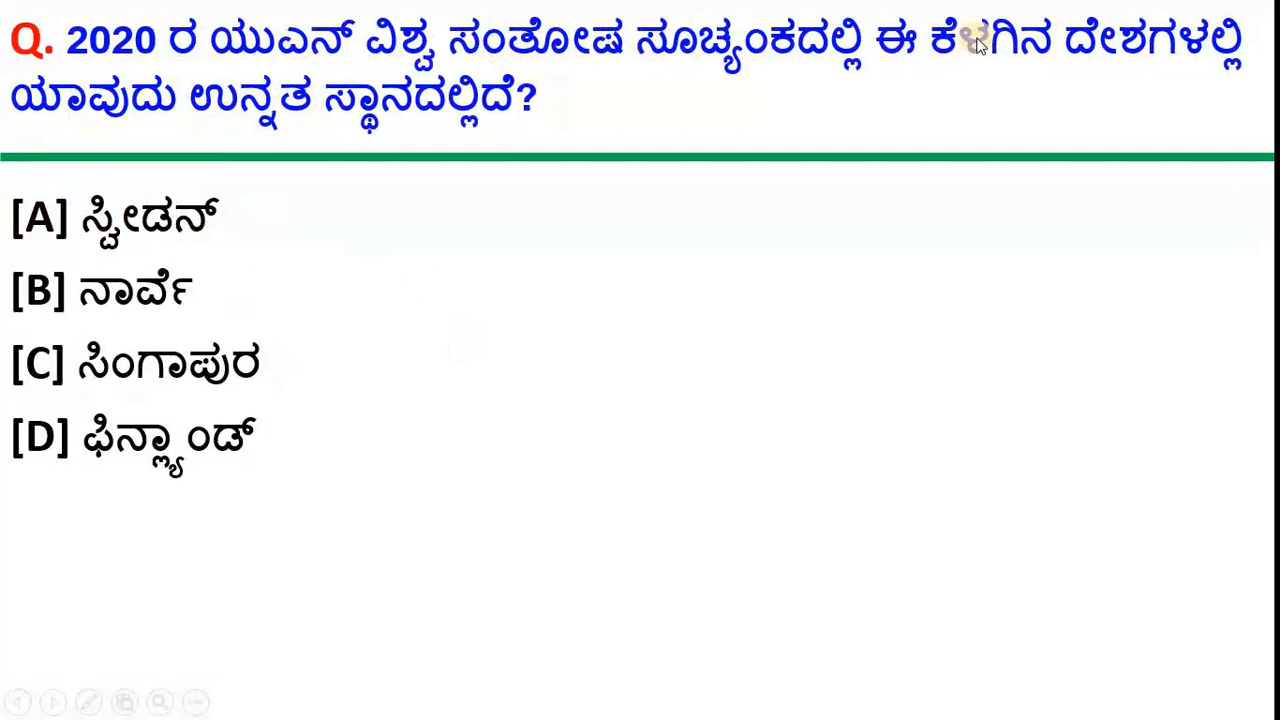 Q. 2020 ರ ಯುಎನ್ ವಿಶ್ವ ಸಂತೋಷ ಸೂಚ್ಯಂಕದಲ್ಲಿ ಈ ಕೆಳಗಿನ ದೇಶಗಳಲ್ಲಿ
ಯಾವುದು ಉನ್ನತ ಸ್ಥಾನದಲ್ಲಿದೆ?
[A] ಸ್ವೀಡನ್
[B] ನಾರ್ವೆ
[C] ಸಿಂಗಾಪುರ
[D] ಫಿನ್ಲ್ಯಾಂಡ್